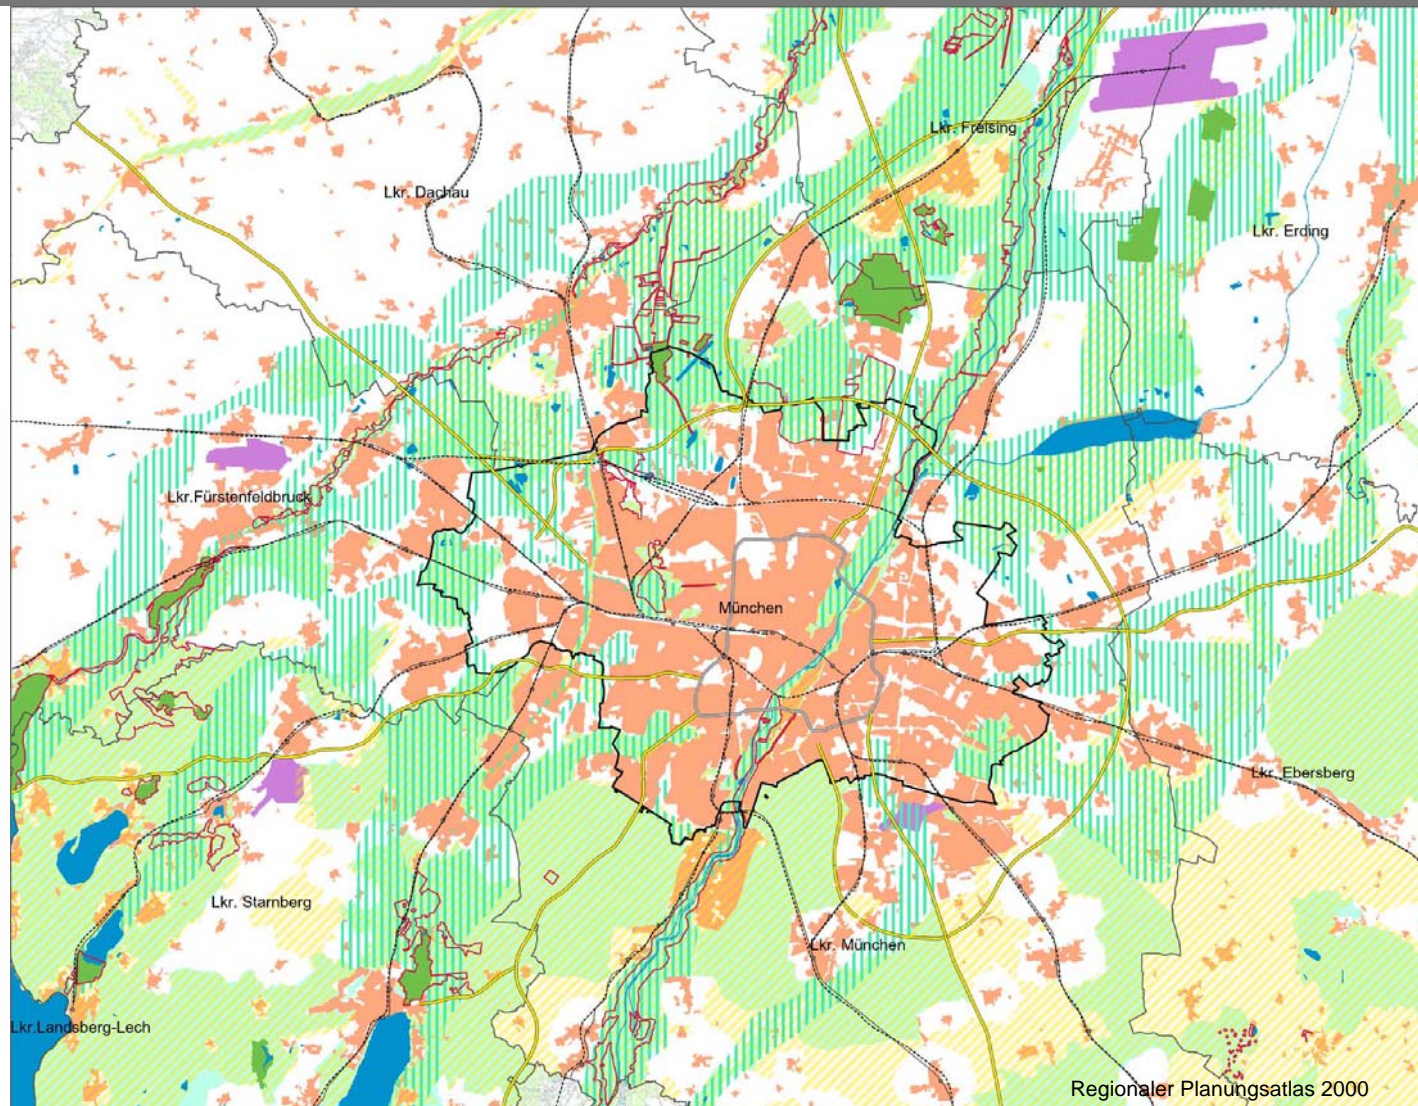 Lkr. Freising
Lkr. Dachau
Lkr. Erding
Lkr.Fürstenfeldbruck
München
Lkr. Ebersberg
Lkr. Starnberg
Lkr. München
Lkr.Landsberg-Lech
Regionaler Planungsatlas 2000